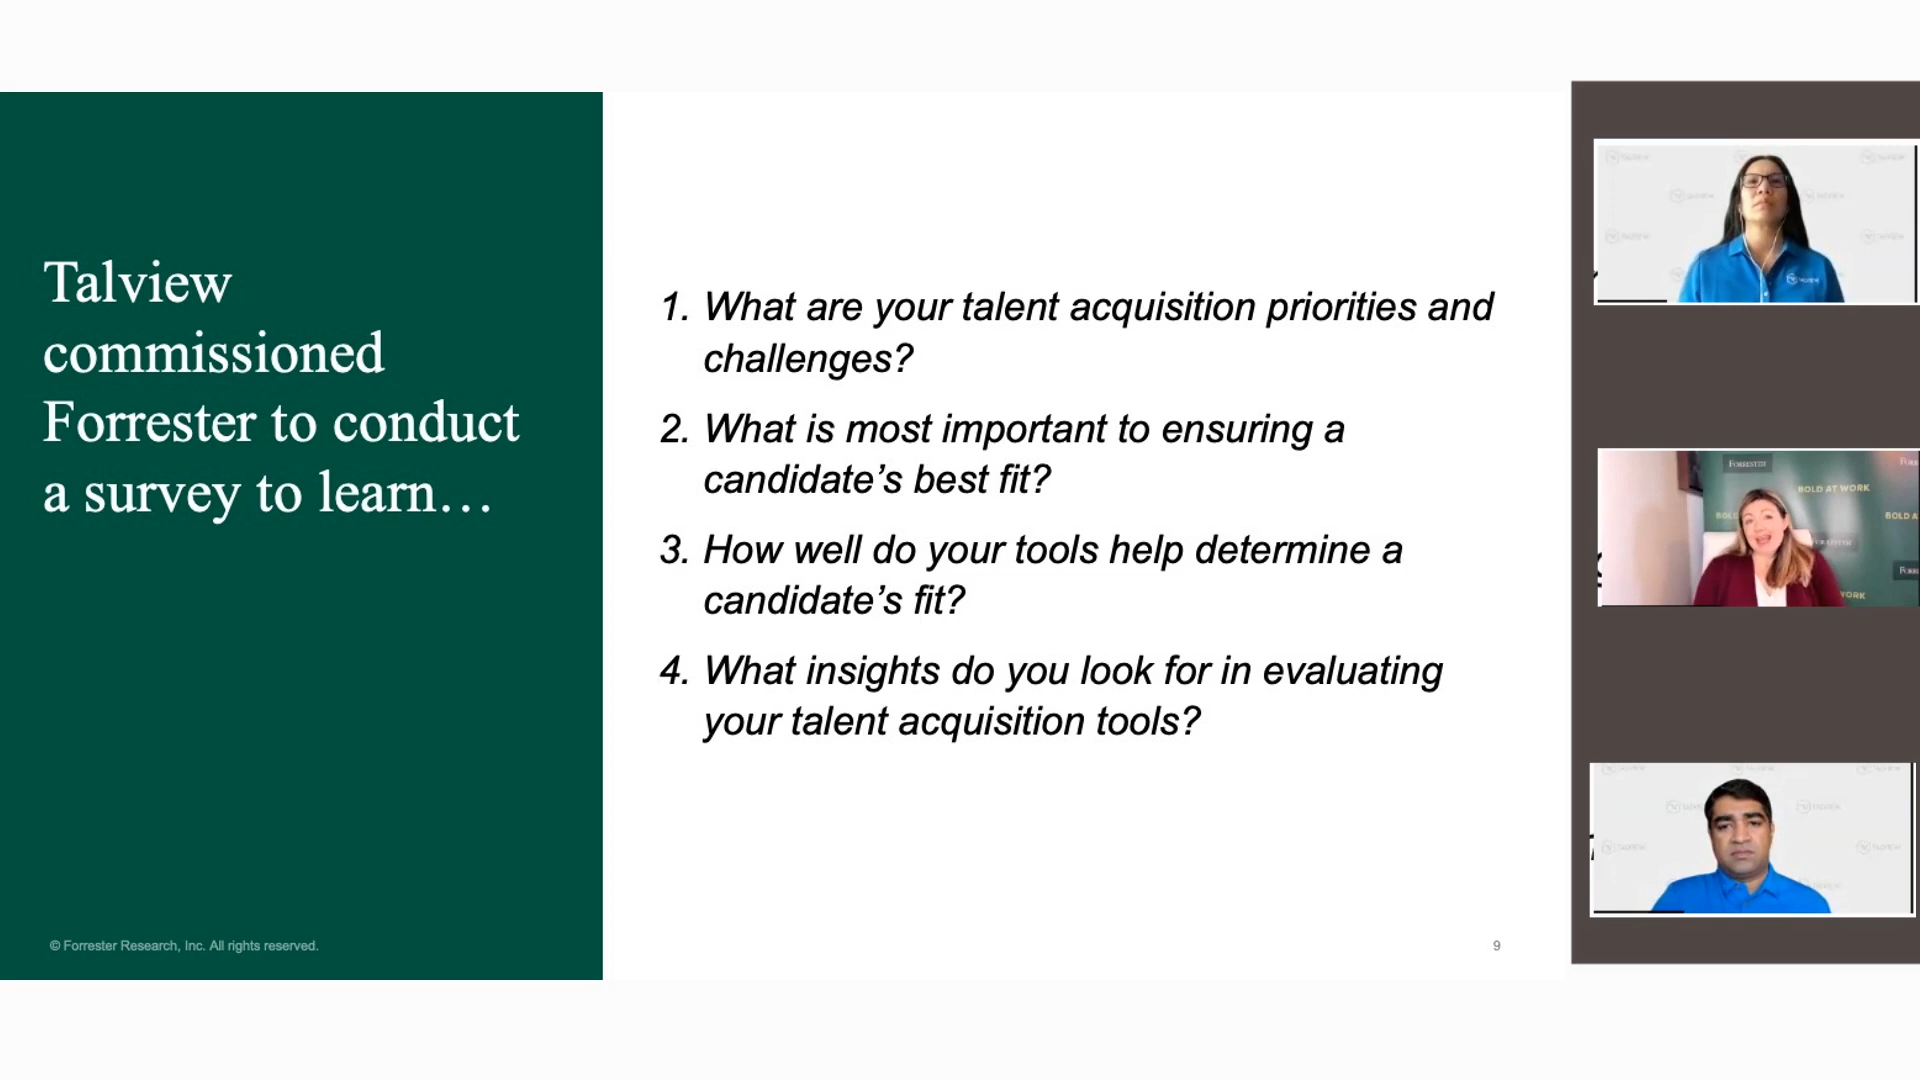 Talview
commissioned
Forrester to conduct
a survey to learn…
1. What are your talent acquisition priorities and
challenges?
2. What is most important to ensuring a
candidate’s best fit?
3. How well do your tools help determine a
candidate’s fit?
4. What insights do you look for in evaluating
your talent acquisition tools?
© Forrester Research, Inc. All rights reserved.
9
TALVIEW
FORRESTER
BOLD AT WORK